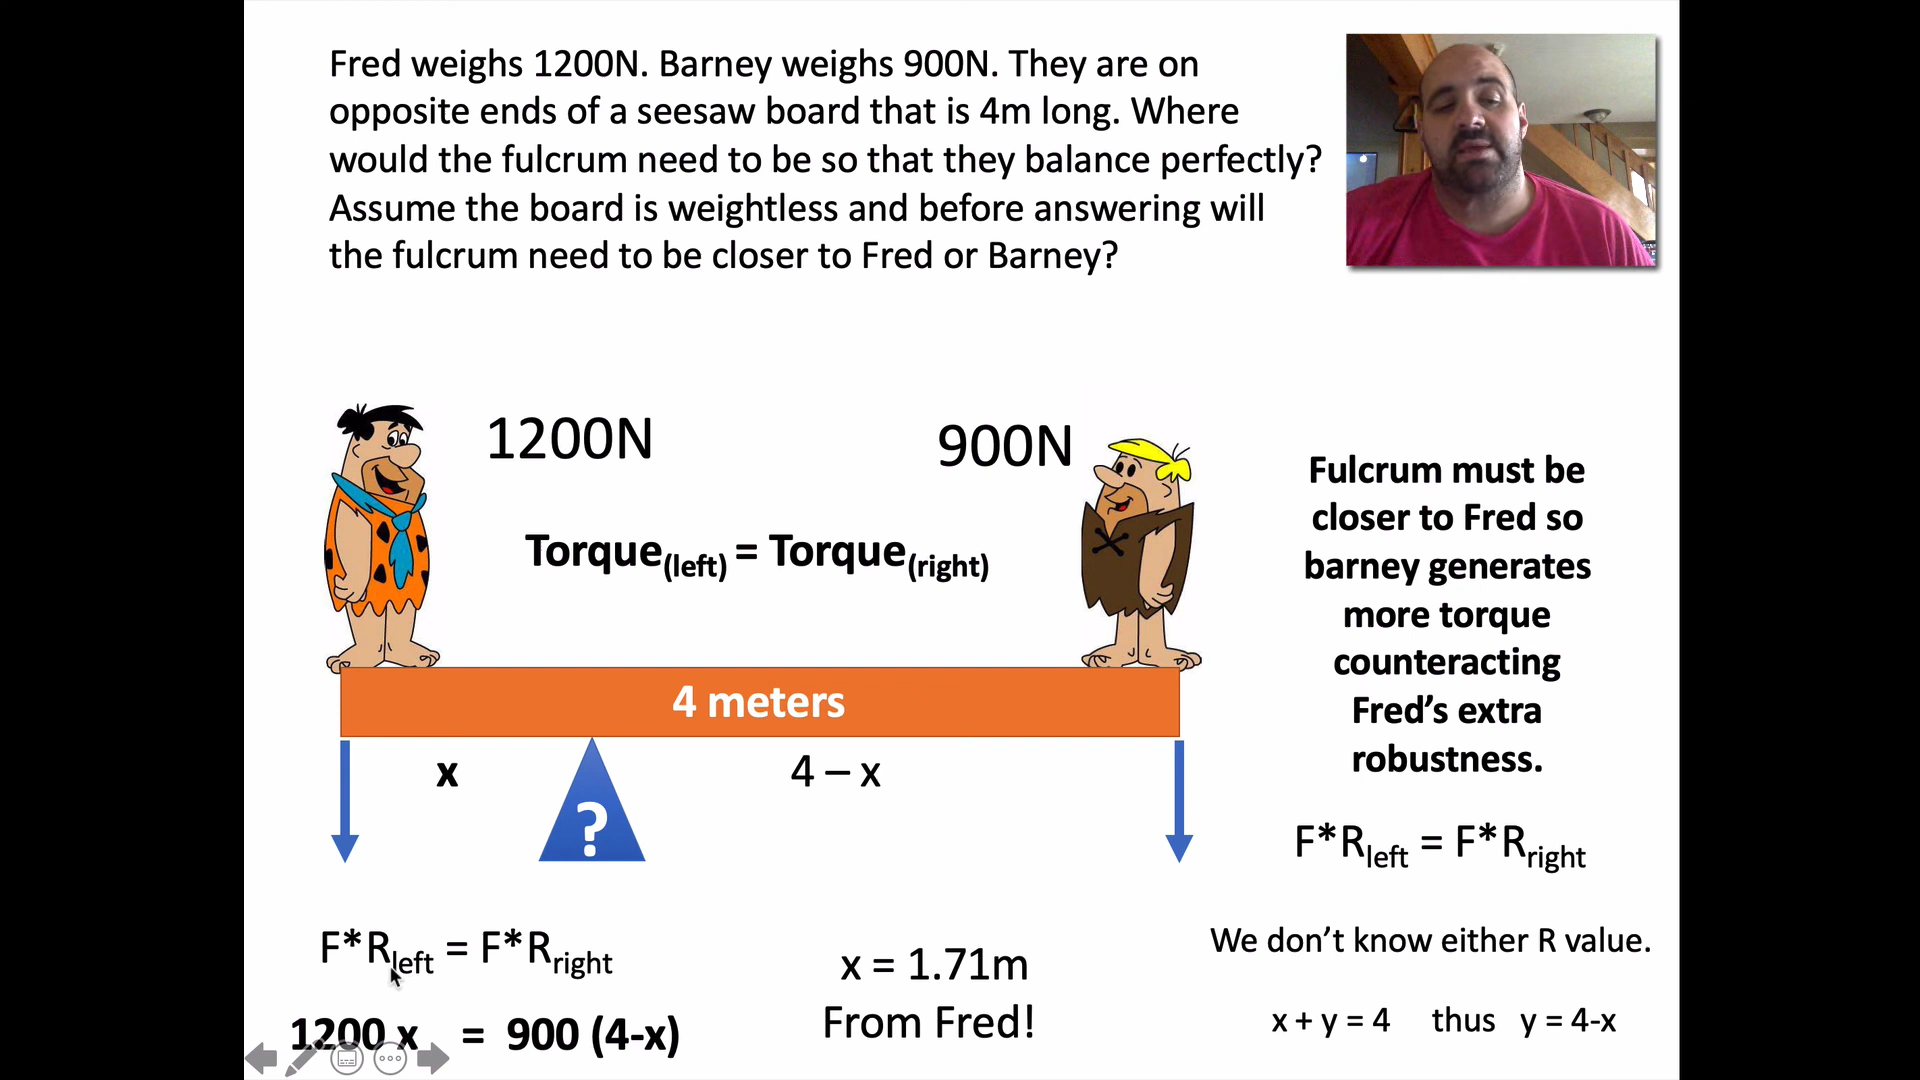 Fred weighs 1200N. Barney weighs 900N. They are on
opposite ends of a seesaw board that is 4m long. Where
would the fulcrum need to be so that they balance perfectly?
Assume the board is weightless and before answering will
the fulcrum need to be closer to Fred or Barney?
1200N
900N
Torque(left) = Torque(right)
4 meters
x
4 – x
?
Fulcrum must be
closer to Fred so
barney generates
more torque
counteracting
Fred’s extra
robustness.
F*Rleft = F*Rright
We don’t know either R value.
x + y = 4 thus y = 4-x
F*Rleft = F*Rright
1200 x = 900 (4-x)
x = 1.71m
From Fred!